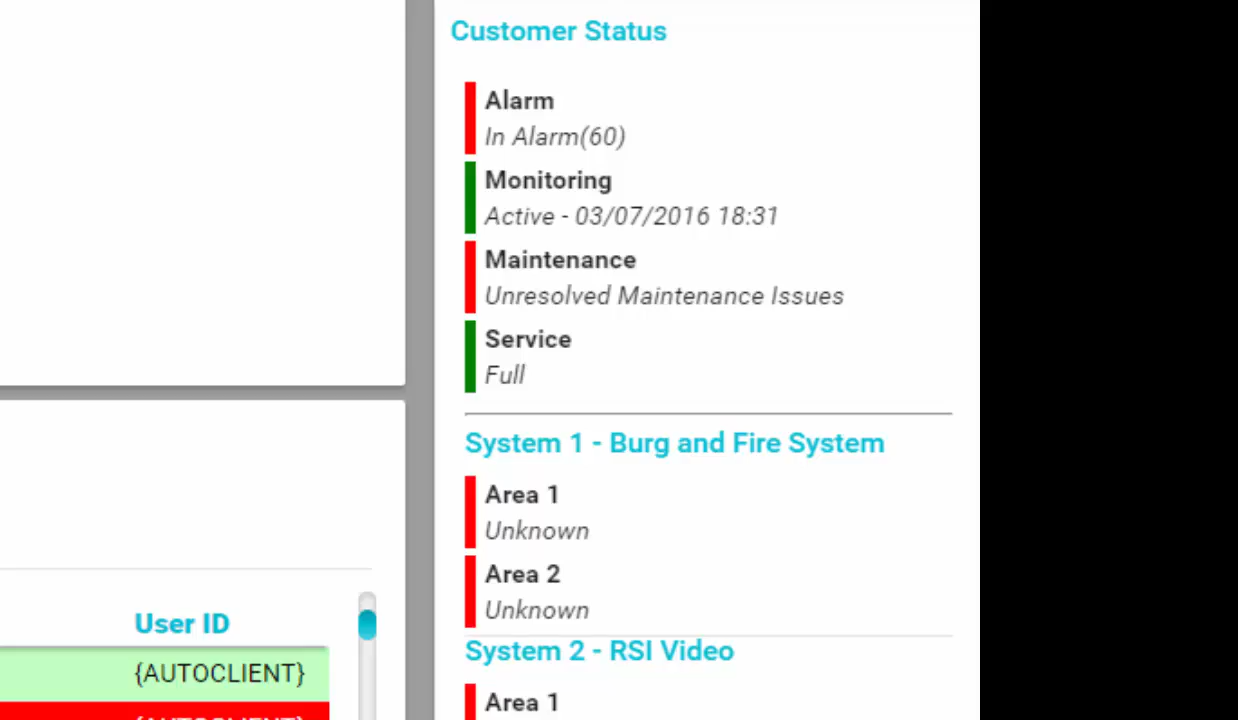 Customer Status
Alarm
In Alarm(60)
Monitoring
Active - 03/07/2016 18:31
Maintenance
Unresolved Maintenance Issues
Service
Full
System 1 - Burg and Fire System
Area 1
Unknown
Area 2
Unknown
System 2 - RSI Video
Area 1
User ID
{AUTOCLIENT}
{AUTOCLIENT}